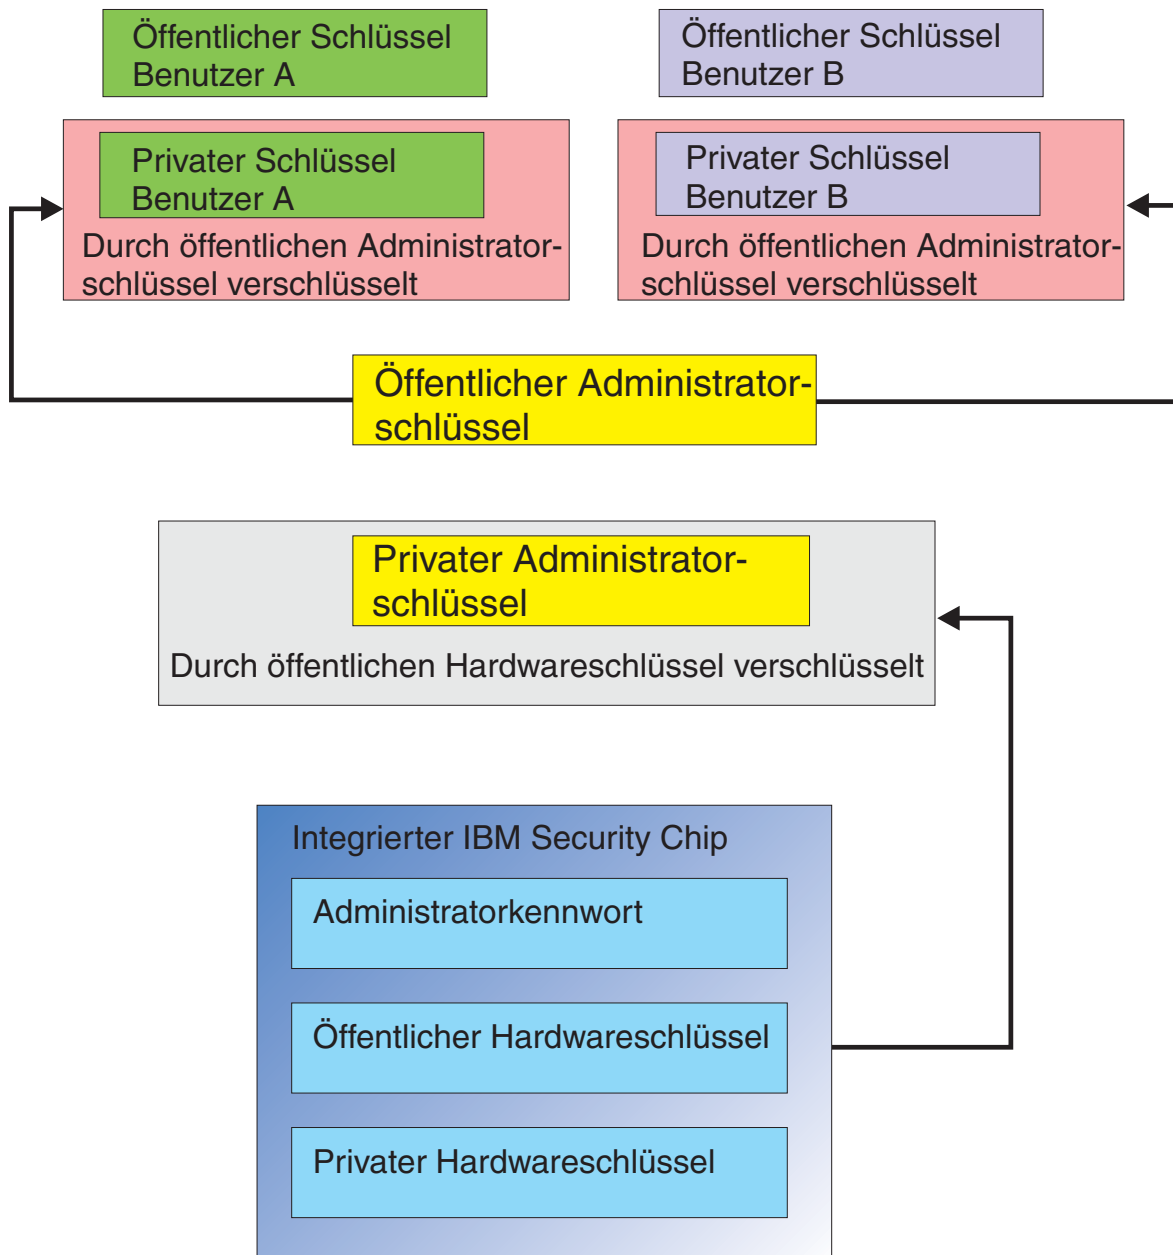 Öffentlicher Schlüssel
Benutzer A
Öffentlicher Schlüssel
Benutzer B
Privater Schlüssel
Benutzer A
Durch öffentlichen Administrator-
schlüssel verschlüsselt
Privater Schlüssel
Benutzer B
Durch öffentlichen Administrator-
schlüssel verschlüsselt
Öffentlicher Administrator-
schlüssel
Privater Administrator-
schlüssel
Durch öffentlichen Hardwareschlüssel verschlüsselt
Integrierter IBM Security Chip
Administratorkennwort
Öffentlicher Hardwareschlüssel
Privater Hardwareschlüssel